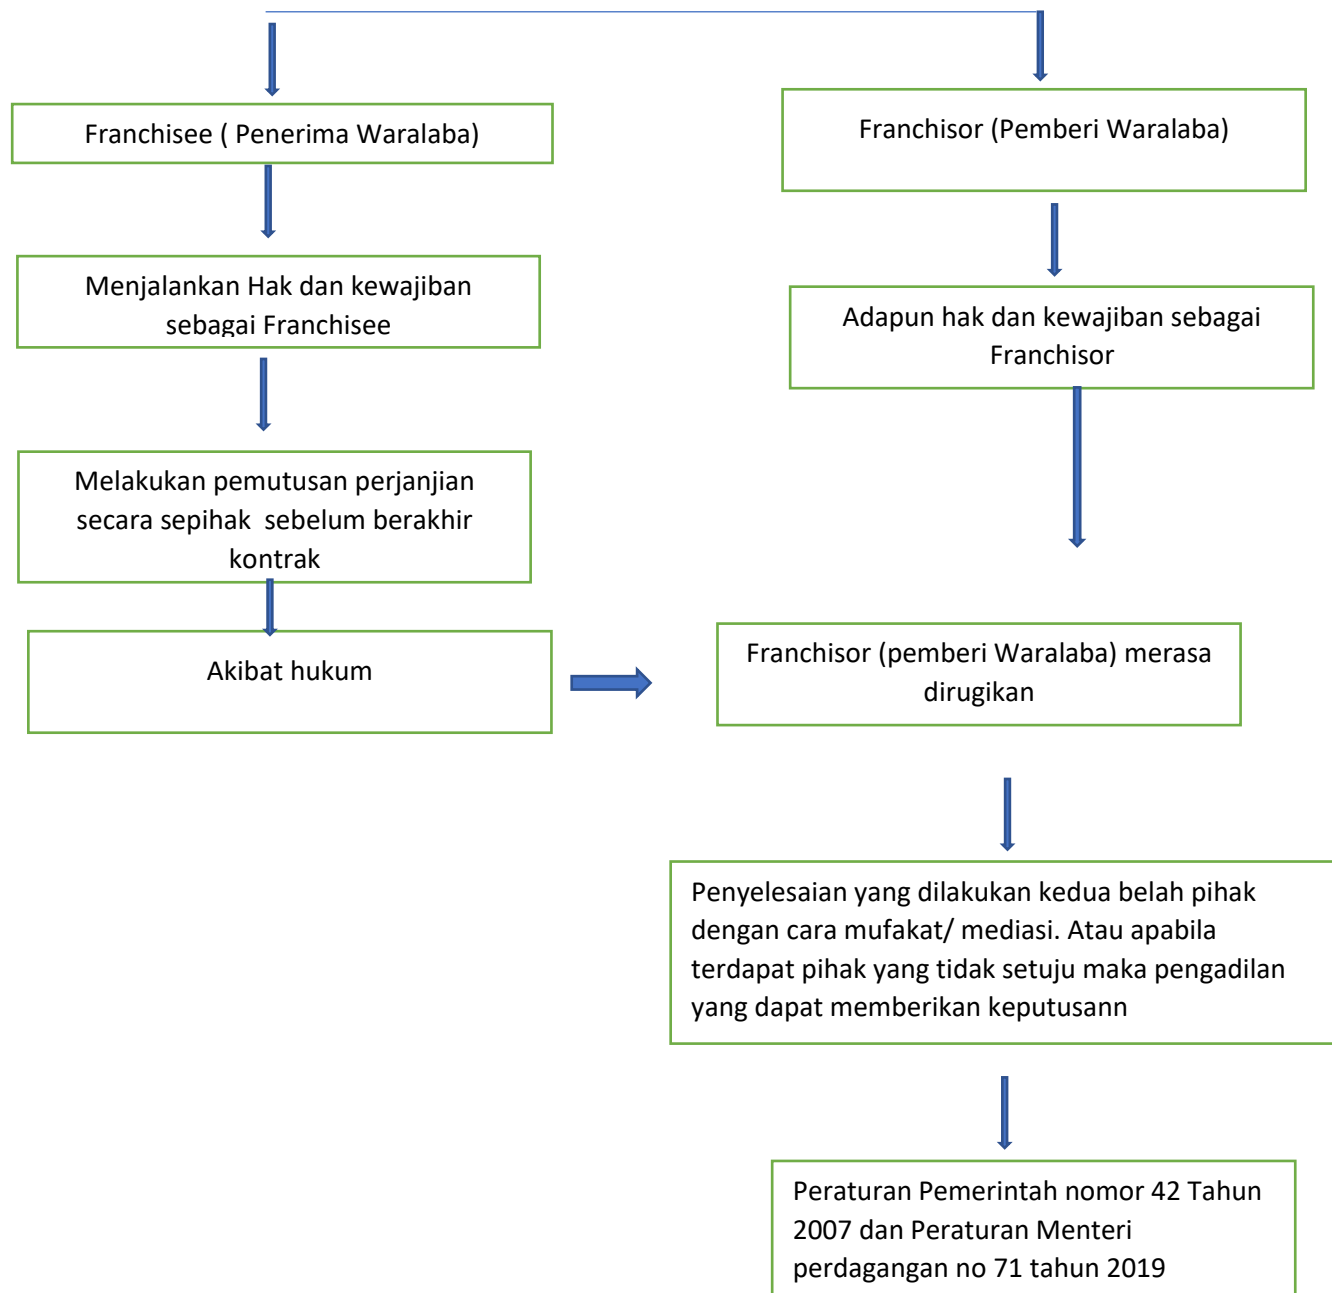 Franchisee ( Penerima Waralaba)
Franchisor (Pemberi Waralaba)
Menjalankan Hak dan kewajiban
sebagai Franchisee
Adapun hak dan kewajiban sebagai
Franchisor
Melakukan pemutusan perjanjian
secara sepihak  sebelum berakhir
kontrak
Akibat hukum
Franchisor (pemberi Waralaba) merasa
dirugikan
Penyelesaian yang dilakukan kedua belah pihak
dengan cara mufakat/ mediasi. Atau apabila
terdapat pihak yang tidak setuju maka pengadilan
yang dapat memberikan keputusann
Peraturan Pemerintah nomor 42 Tahun
2007 dan Peraturan Menteri
perdagangan no 71 tahun 2019